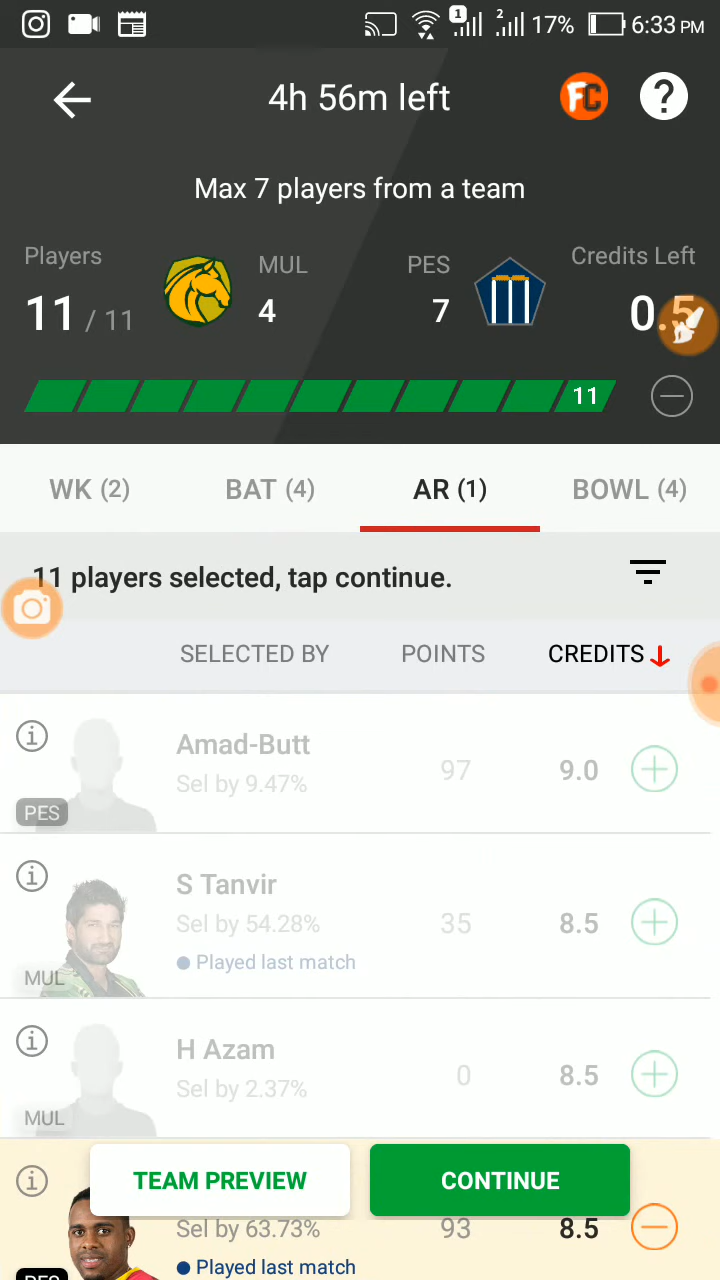 1 2 17% 6:33 PM
4h 56m left FC ?
Max 7 players from a team
Players MUL PES Credits Left
11 / 11 4 7 0.5
11
WK (2) BAT (4) AR (1) BOWL (4)
11 players selected, tap continue.
SELECTED BY POINTS CREDITS
Amad-Butt
Sel by 9.47% 97 9.0
PES
S Tanvir
Sel by 54.28% 35 8.5
Played last match
MUL
H Azam
Sel by 2.37% 0 8.5
MUL
TEAM PREVIEW CONTINUE
Sel by 63.73% 93 8.5
Played last match
PES